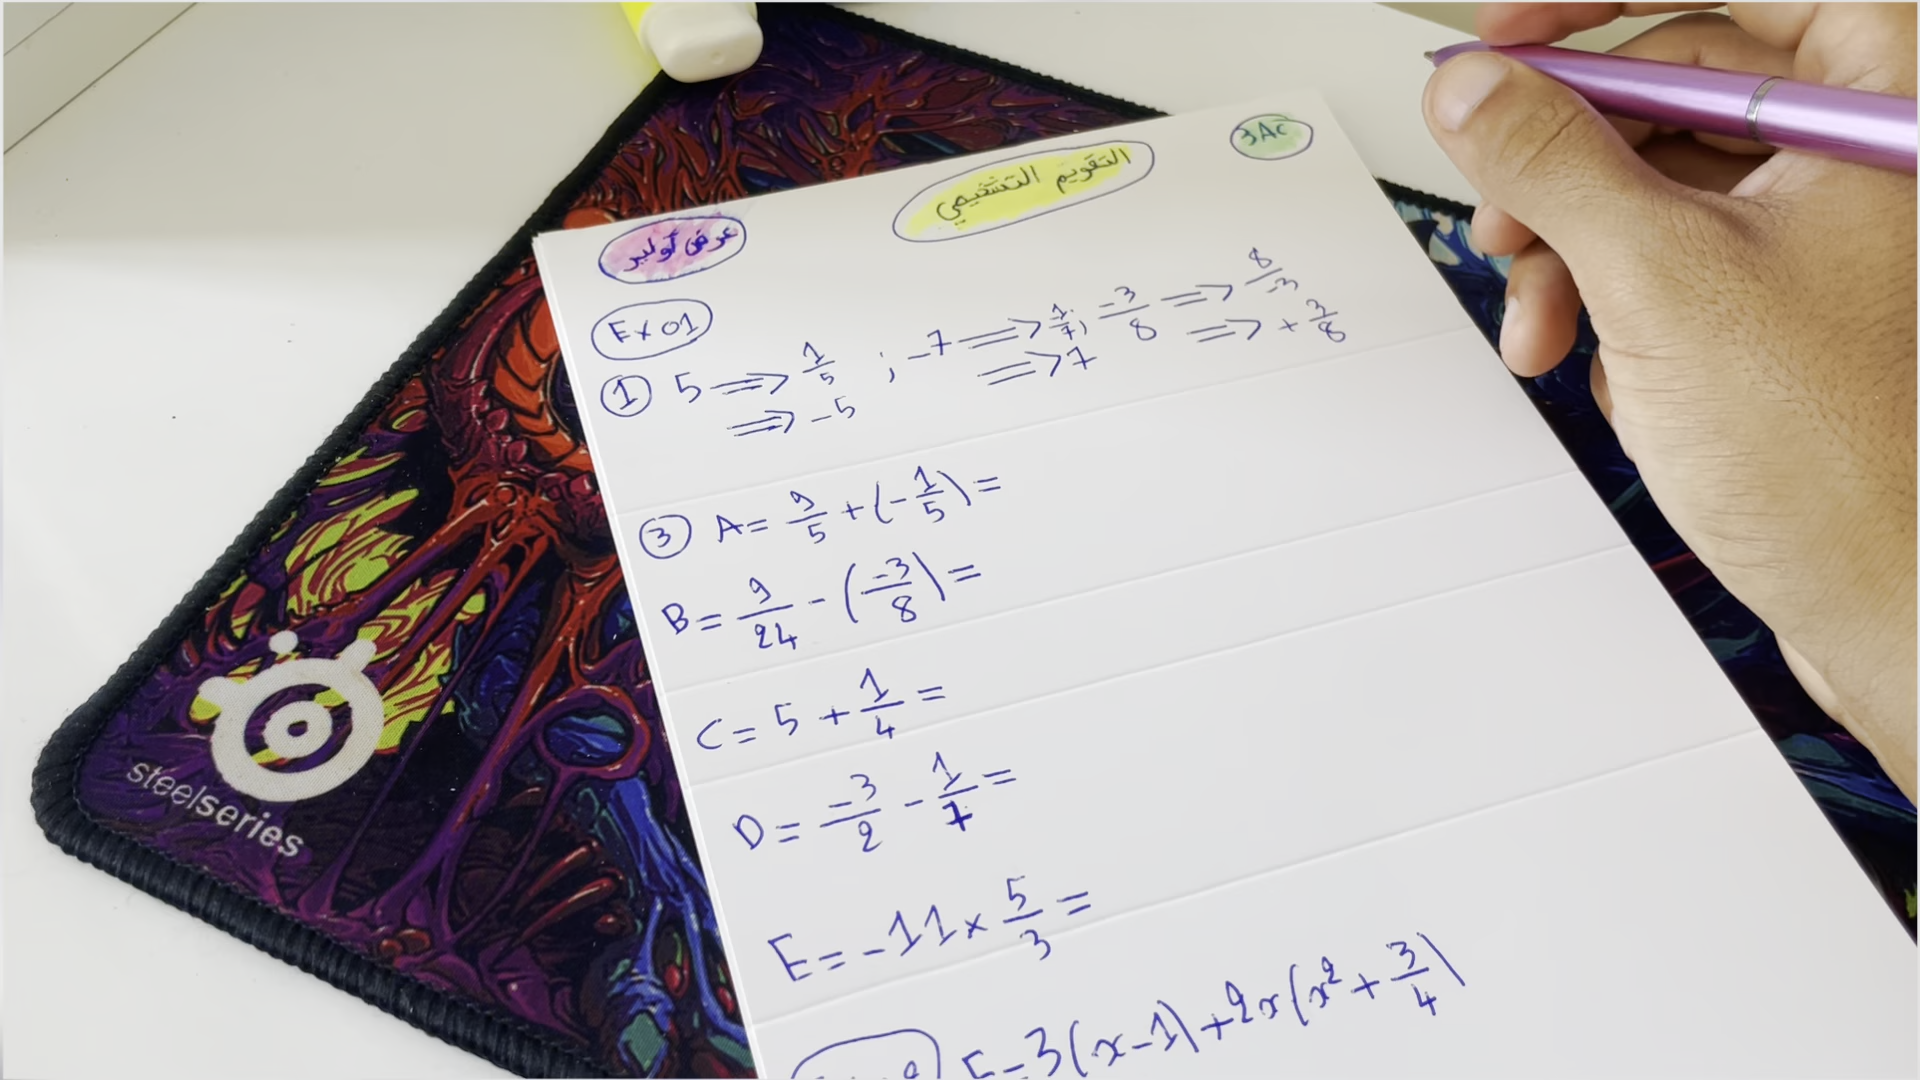 3AC
التقويم التشخيصي
عرض كولير
Ex 01
① 5 ⟹ 1/5 ; -7 ⟹ 1/7, -3/8 ⟹ 8/-3
⟹ -5 ⟹ 7 ⟹ + 3/8
③ A = 9/5 + (-1/5) =
B = 9/24 - (-3/8) =
C = 5 + 1/4 =
D = -3/2 - 1/7 =
E = -11 × 5/3 =
3(x-1) + 2x(x² + 3/4)
steelseries